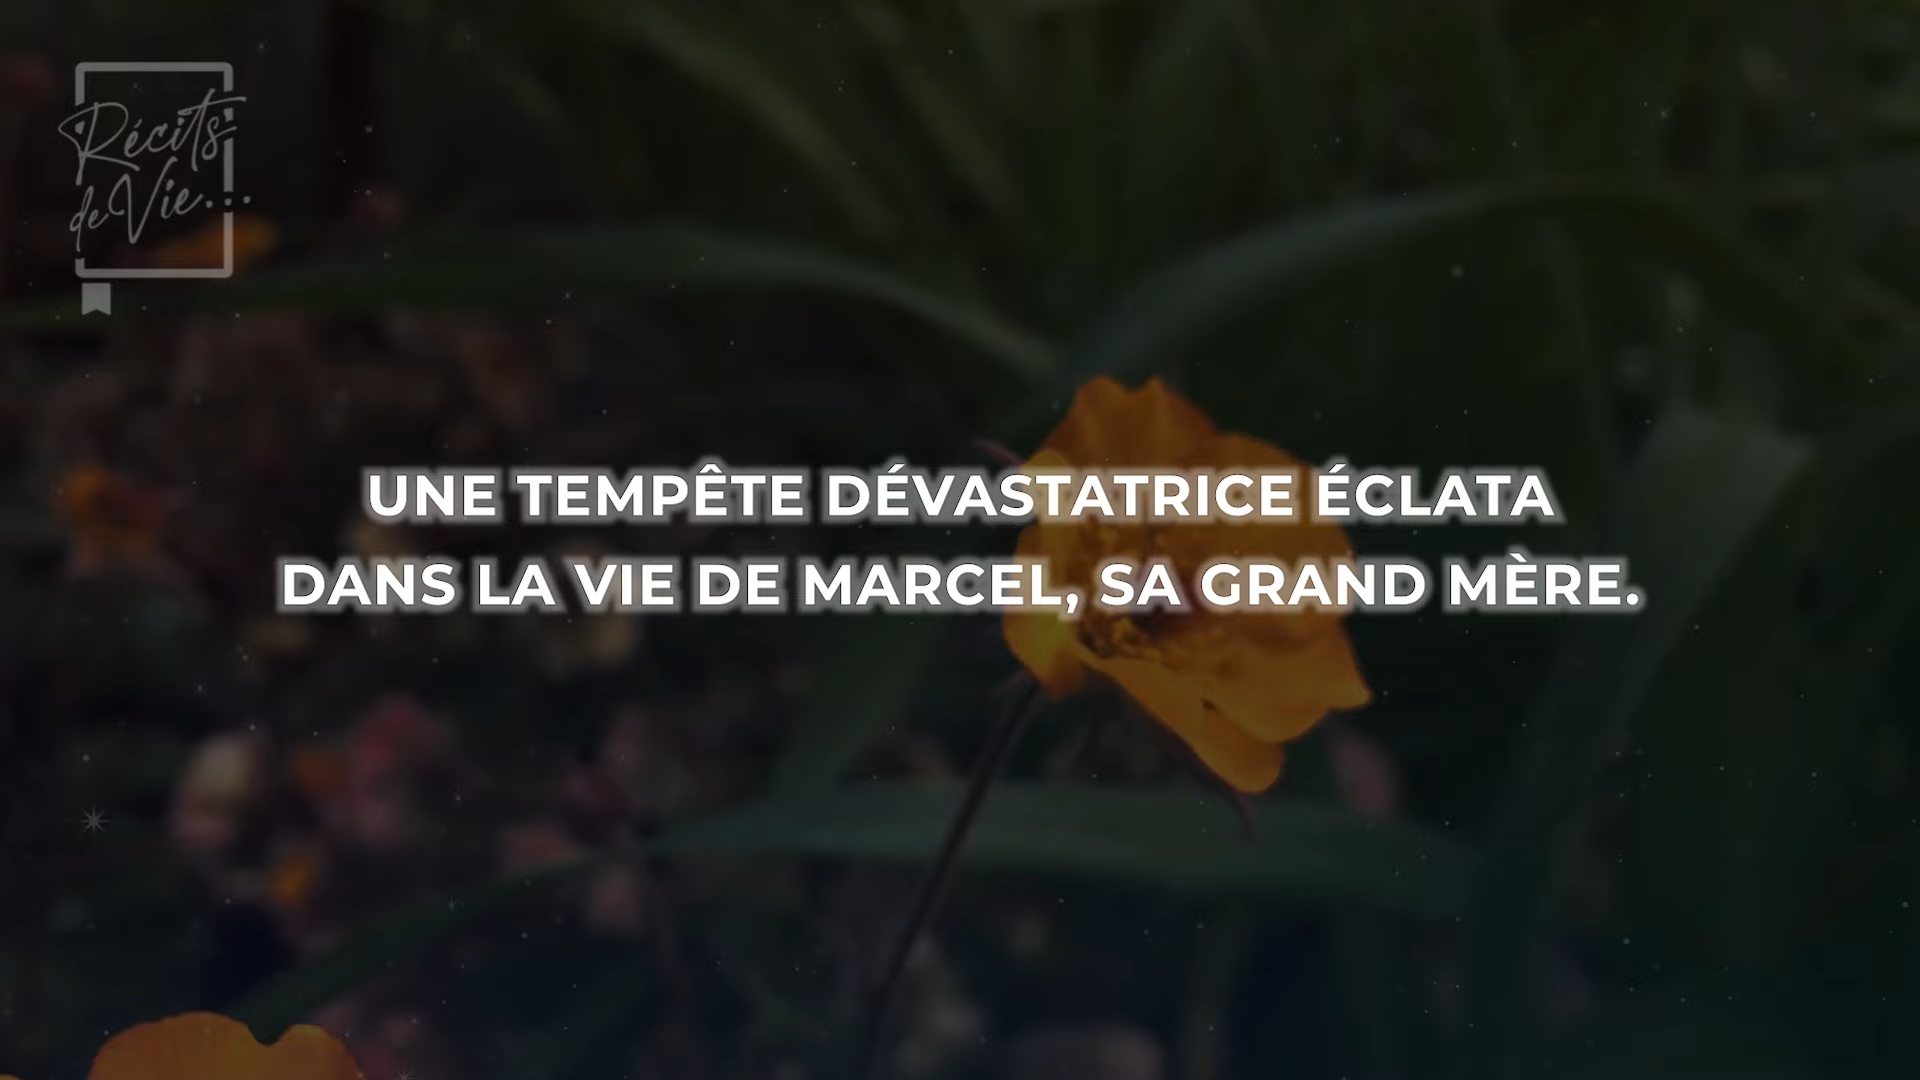 Récits
de Vie...
UNE TEMPÊTE DÉVASTATRICE ÉCLATA
DANS LA VIE DE MARCEL, SA GRAND MÈRE.